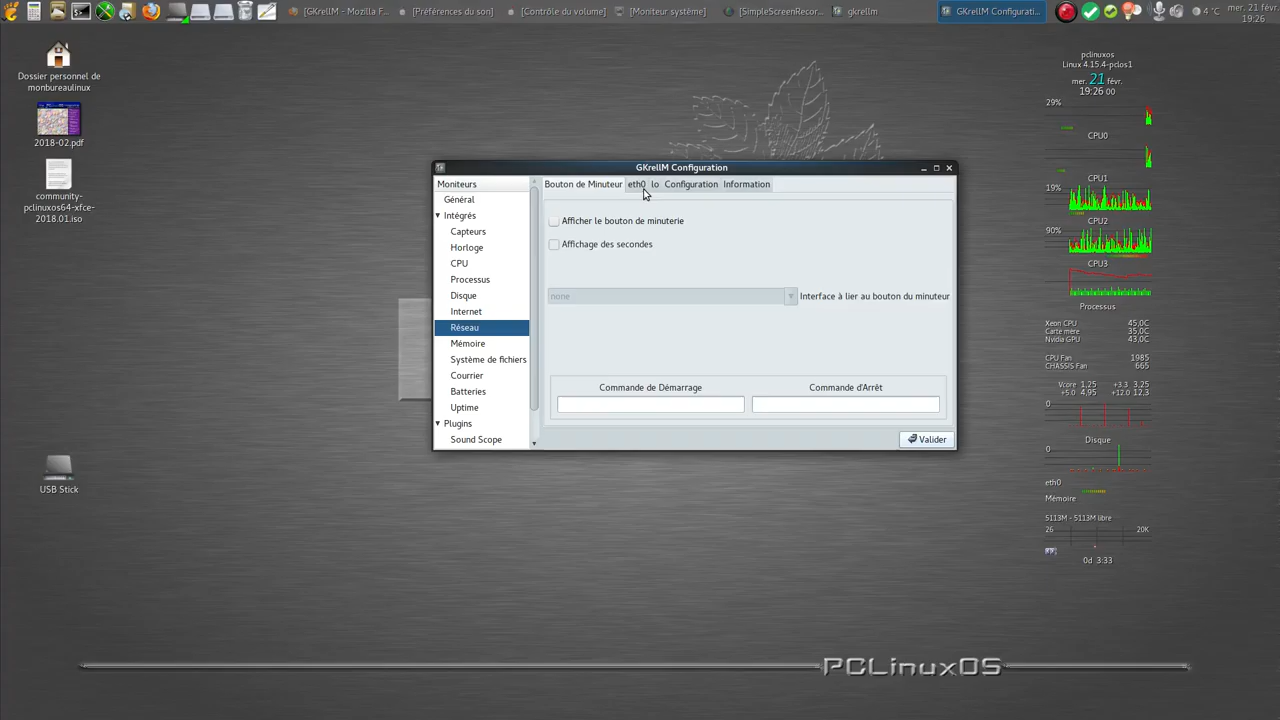 [GKrellM - Mozilla F...
[Préférences du son]
[Contrôle du volume]
[Moniteur systèm
[Simple
gkrellm
GKrellM Configurati...
4 °C
mer. 21 févr.
19:26
Dossier personnel de
monbureaulinux
2018-02.pdf
community-
pclinuxos64-xfce-
2018.01.iso
USB Stick
GKrellM Configuration
Moniteurs
Général
Intégrés
Capteurs
Horloge
CPU
Processus
Disque
Internet
Réseau
Mémoire
Système de fichiers
Courrier
Batteries
Uptime
Plugins
Sound Scope
Bouton de Minuteur eth0 lo Configuration Information
Afficher le bouton de minuterie
Affichage des secondes
none
Interface à lier au bouton du minuteur
Commande de Démarrage
Commande d'Arrêt
Valider
pclinuxos
Linux 4.15.4-pclos1
mer. 21 févr.
19:26 00
29%
CPU0
CPU1
19%
CPU2
90%
CPU3
Processus
Xeon CPU 45,0C
Carte mère 35,0C
Nvidia GPU 43,0C
CPU Fan 1985
CHASSIS Fan 665
Vcore 1,25 +3.3 3,25
+5.0 4,95 +12.0 12,3
0
Disque
0
eth0
Mémoire
5113M - 5113M libre
26 20K
0d 3:33
PCLinuxOS